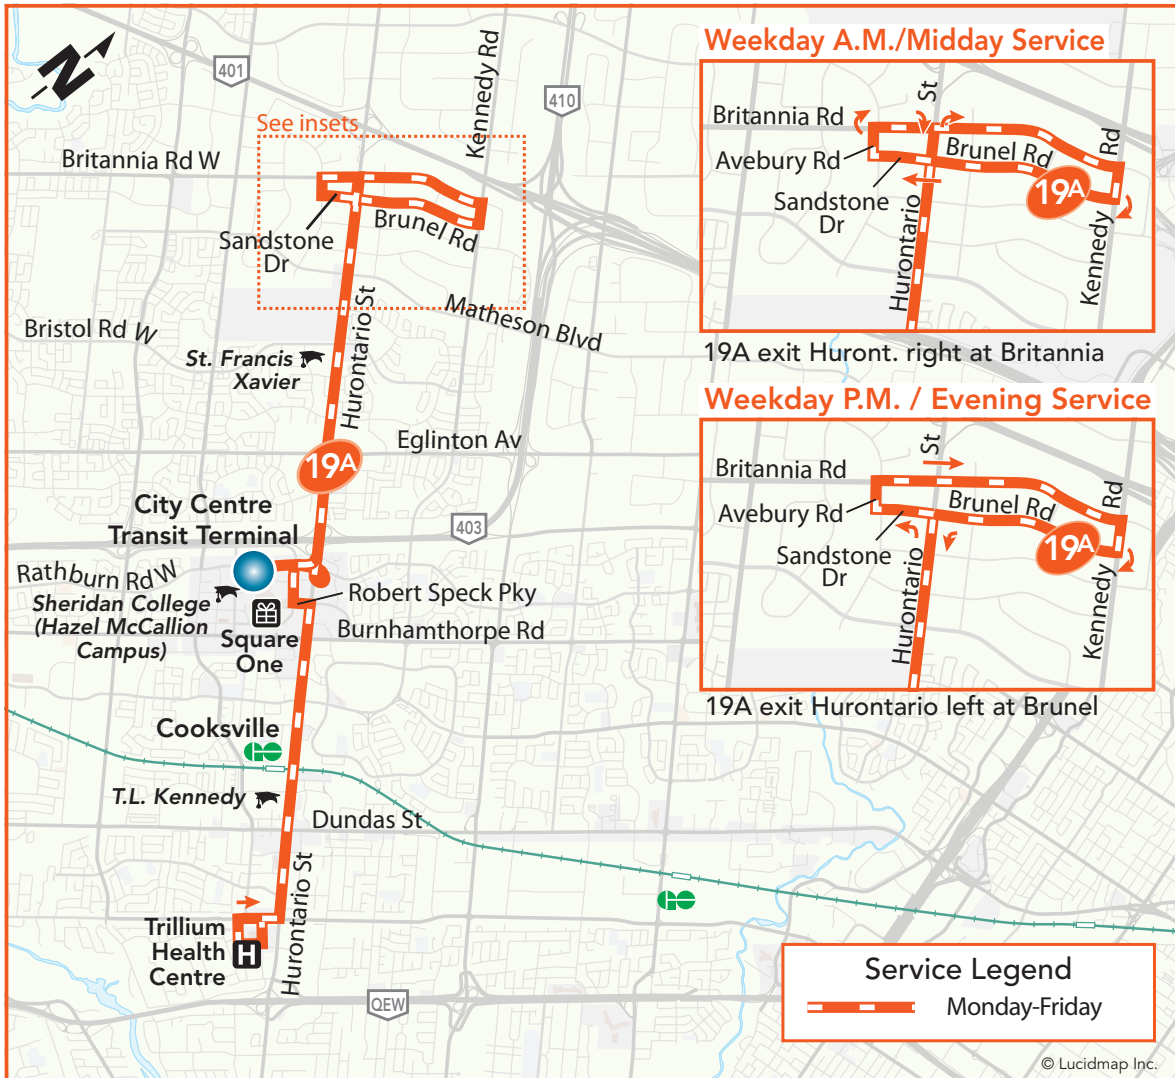 N
401
410
Kennedy Rd
See insets
Britannia Rd W
Sandstone
Dr
Brunel Rd
Hurontario St
Matheson Blvd
Bristol Rd W
St. Francis
Xavier
Eglinton Av
19A
City Centre
Transit Terminal
403
Rathburn Rd W
Sheridan College
(Hazel McCallion
Campus)
Square
One
Robert Speck Pky
Burnhamthorpe Rd
Cooksville
GO
T.L. Kennedy
Dundas St
GO
Hurontario St
Trillium
Health
Centre
H
QEW
Weekday A.M./Midday Service
Britannia Rd
St
Avebury Rd
Brunel Rd
Rd
Sandstone
Dr
19A
Hurontario
Kennedy
19A exit Huront. right at Britannia
Weekday P.M. / Evening Service
Britannia Rd
St
Avebury Rd
Brunel Rd
Rd
Sandstone
Dr
19A
Hurontario
Kennedy
19A exit Hurontario left at Brunel
Service Legend
Monday-Friday
© Lucidmap Inc.